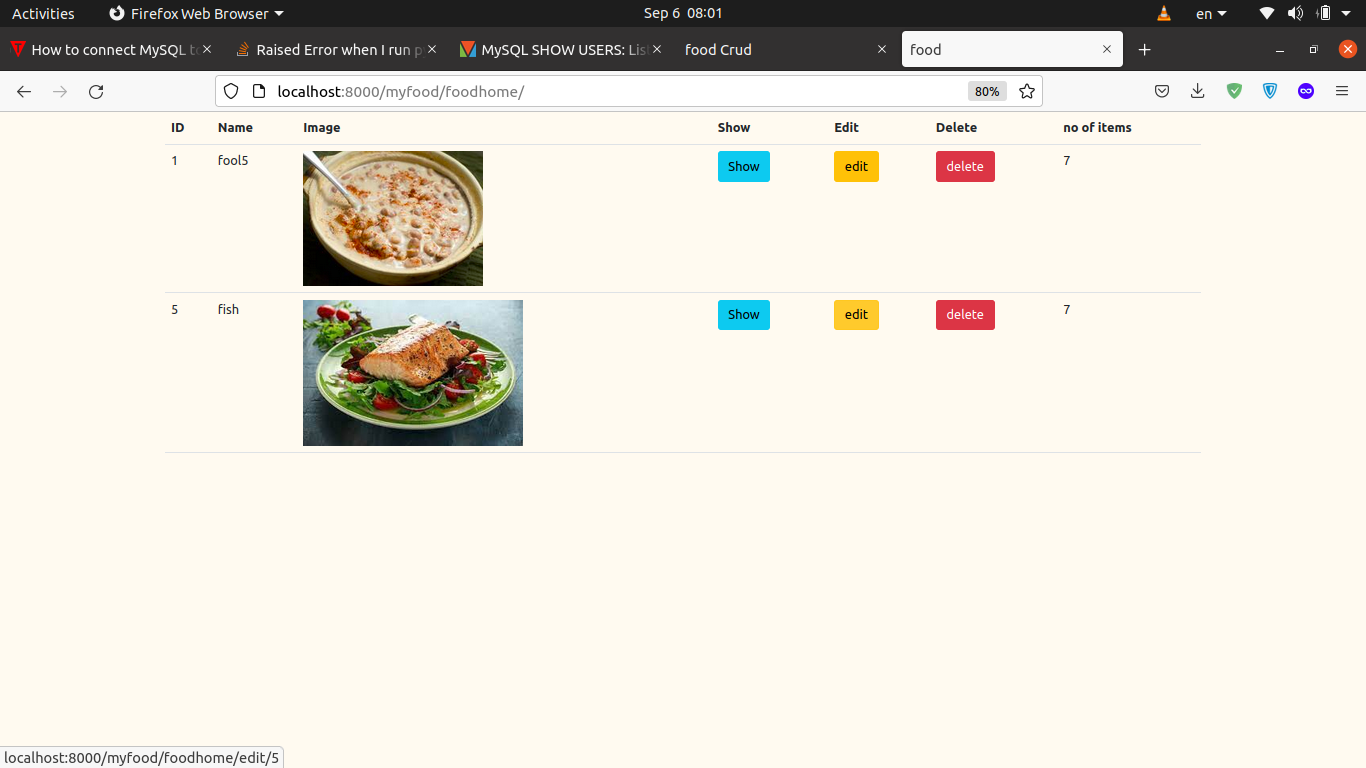 Activities Firefox Web Browser Sep 6 08:01 en
How to connect MySQL to Raised Error when I run p MySQL SHOW USERS: List food Crud food
localhost:8000/myfood/foodhome/ 80%
ID Name Image Show Edit Delete no of items
1 fool5 Show edit delete 7
5 fish Show edit delete 7
localhost:8000/myfood/foodhome/edit/5